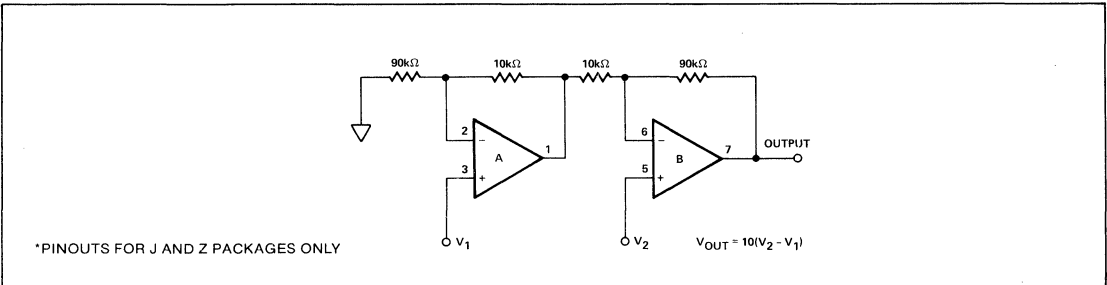 90kΩ 10kΩ 10kΩ 90kΩ
2 - A 1 6 - B 7 OUTPUT
3 + 5 +
V1 V2 VOUT = 10(V2 - V1)
*PINOUTS FOR J AND Z PACKAGES ONLY